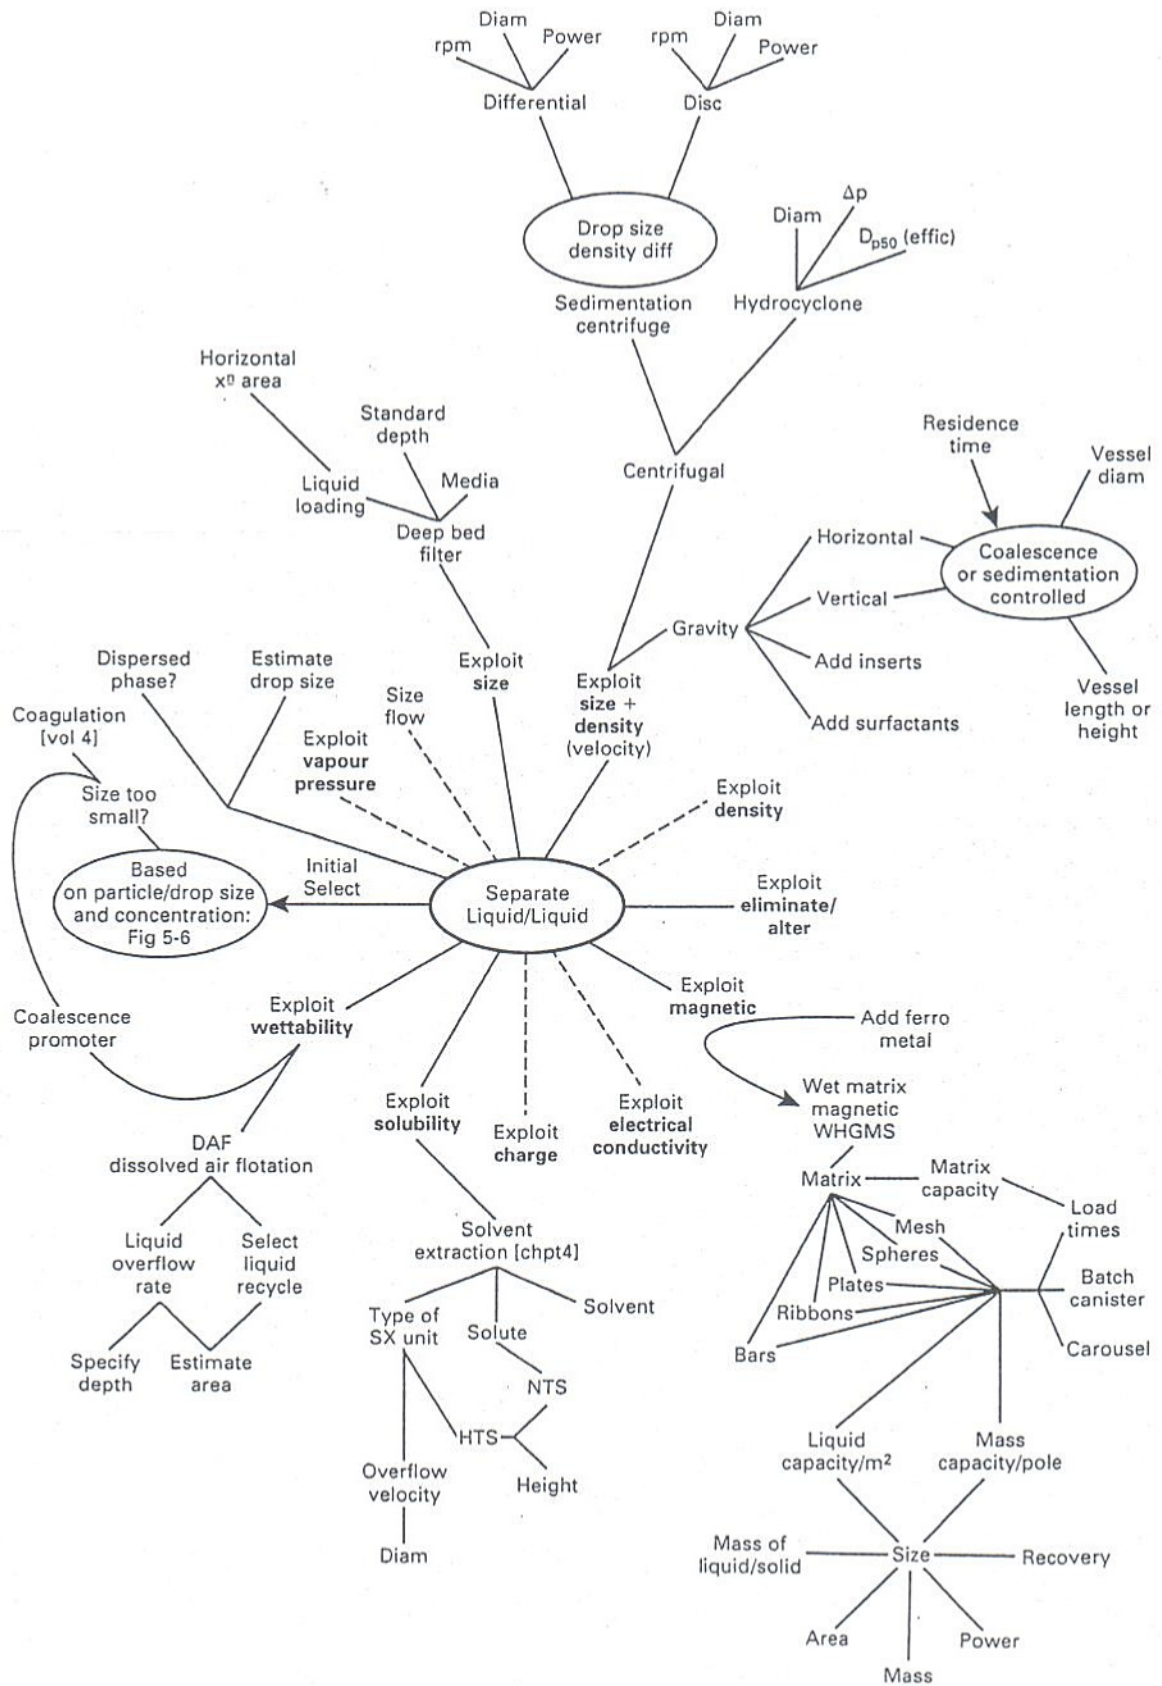 Diam
rpm
Power
Differential
Diam
rpm
Power
Disc
Drop size
density diff
Sedimentation
centrifuge
Δp
Diam
Dp50 (effic)
Hydrocyclone
Centrifugal
Horizontal
xⁿ area
Standard
depth
Liquid
loading
Media
Deep bed
filter
Residence
time
Vessel
diam
Horizontal
Coalescence
or sedimentation
controlled
Vertical
Gravity
Add inserts
Add surfactants
Vessel
length or
height
Dispersed
phase?
Estimate
drop size
Exploit
size
Exploit
size +
density
(velocity)
Size
flow
Coagulation
[vol 4]
Exploit
vapour
pressure
Size too
small?
Exploit
density
Based
on particle/drop size
and concentration:
Fig 5-6
Initial
Select
Separate
Liquid/Liquid
Exploit
eliminate/
alter
Exploit
magnetic
Exploit
wettability
Coalescence
promoter
Add ferro
metal
Exploit
solubility
Exploit
charge
Exploit
electrical
conductivity
Wet matrix
magnetic
WHGMS
DAF
dissolved air flotation
Liquid
overflow
rate
Select
liquid
recycle
Specify
depth
Estimate
area
Solvent
extraction [chpt4]
Type of
SX unit
Solute
Solvent
NTS
HTS
Height
Overflow
velocity
Diam
Matrix
Matrix
capacity
Load
times
Mesh
Spheres
Plates
Ribbons
Bars
Batch
canister
Carousel
Liquid
capacity/m²
Mass
capacity/pole
Mass of
liquid/solid
Size
Recovery
Area
Mass
Power